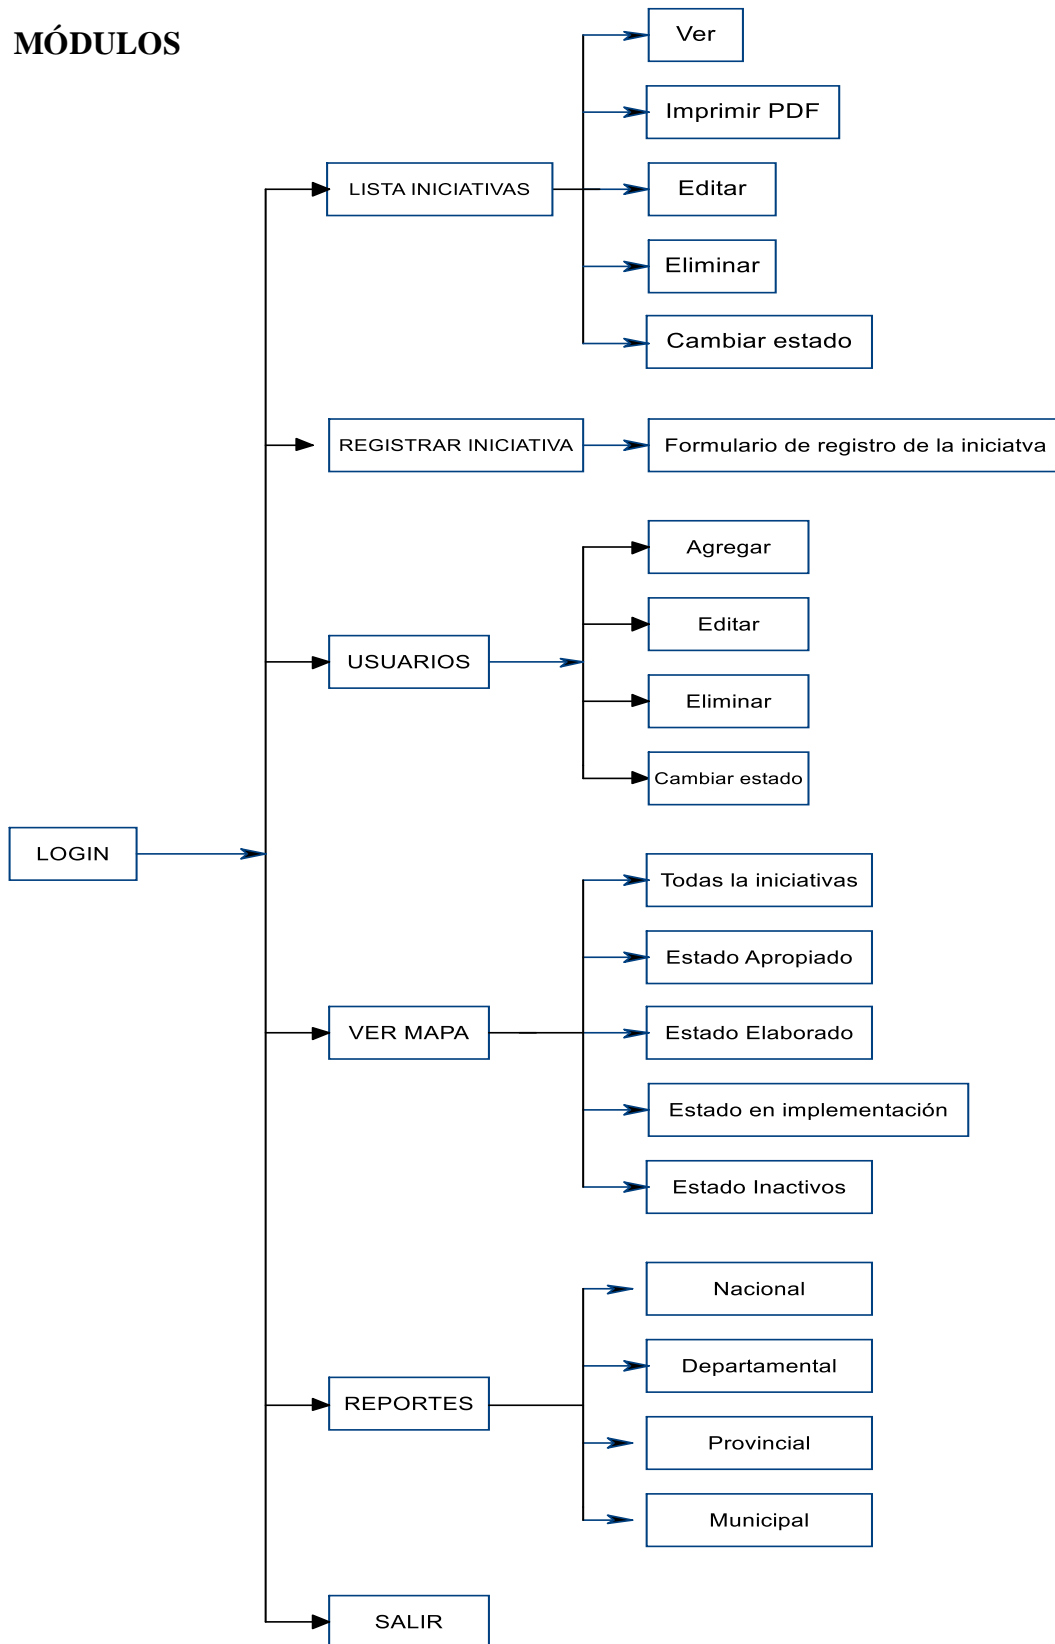 MÓDULOS
LOGIN
LISTA INICIATIVAS
Ver
Imprimir PDF
Editar
Eliminar
Cambiar estado
REGISTRAR INICIATIVA
Formulario de registro de la iniciatva
USUARIOS
Agregar
Editar
Eliminar
Cambiar estado
VER MAPA
Todas la iniciativas
Estado Apropiado
Estado Elaborado
Estado en implementación
Estado Inactivos
REPORTES
Nacional
Departamental
Provincial
Municipal
SALIR